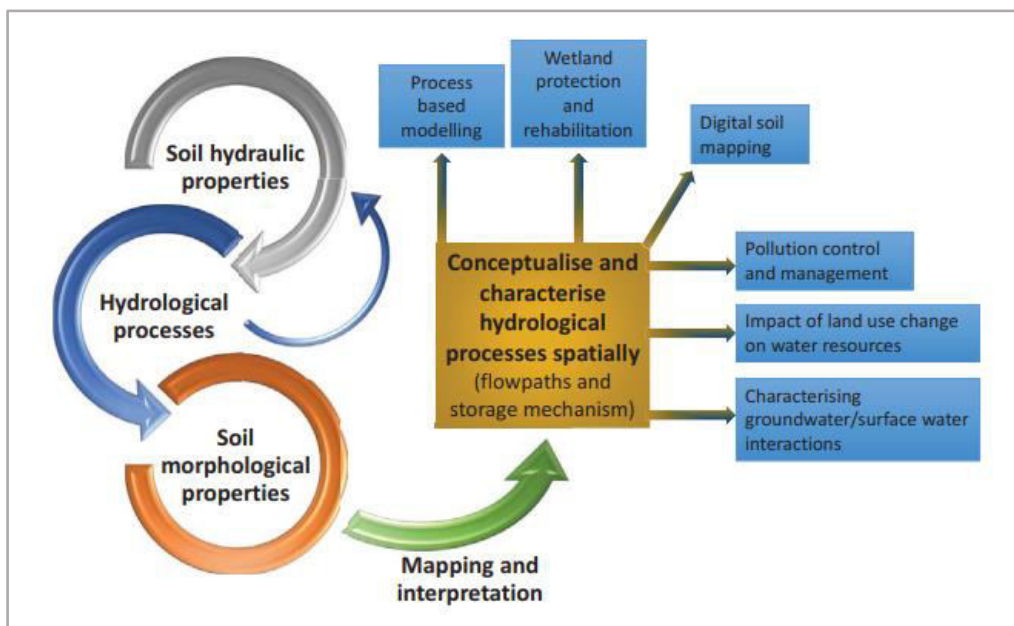 Soil hydraulic
properties
Hydrological
processes
Soil
morphological
properties
Mapping and
interpretation
Conceptualise and
characterise
hydrological
processes spatially
(flowpaths and
storage mechanism)
Process
based
modelling
Wetland
protection
and
rehabilitation
Digital soil
mapping
Pollution control
and management
Impact of land use change
on water resources
Characterising
groundwater/surface water
interactions